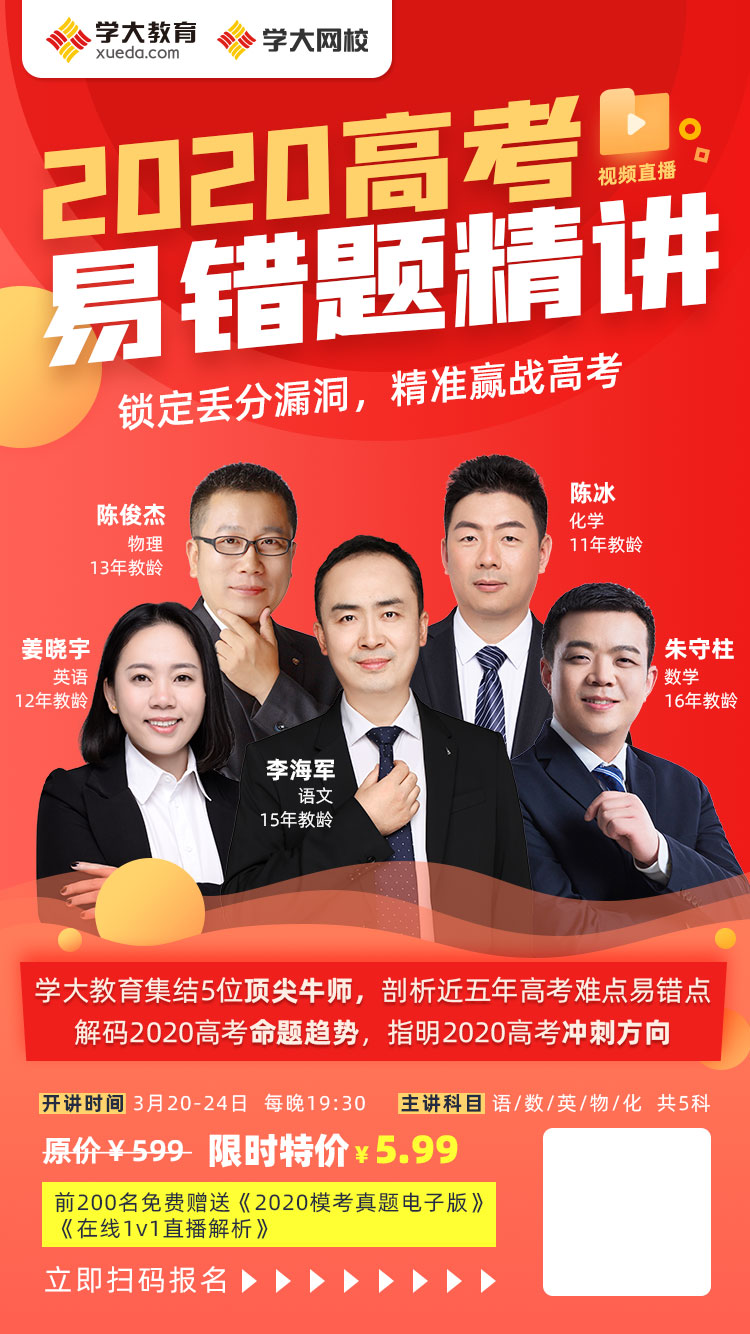 学大教育
xueda.com
学大网校
2020高考
视频直播
易错题精讲
锁定丢分漏洞，精准赢战高考
陈俊杰
物理
13年教龄
陈冰
化学
11年教龄
姜晓宇
英语
12年教龄
朱守柱
数学
16年教龄
李海军
语文
15年教龄
学大教育集结5位顶尖牛师，剖析近五年高考难点易错点
解码2020高考命题趋势，指明2020高考冲刺方向
开讲时间 3月20-24日 每晚19:30 主讲科目 语/数/英/物/化 共5科
原价￥599 限时特价￥5.99
前200名免费赠送《2020模考真题电子版》
《在线1v1直播解析》
立即扫码报名